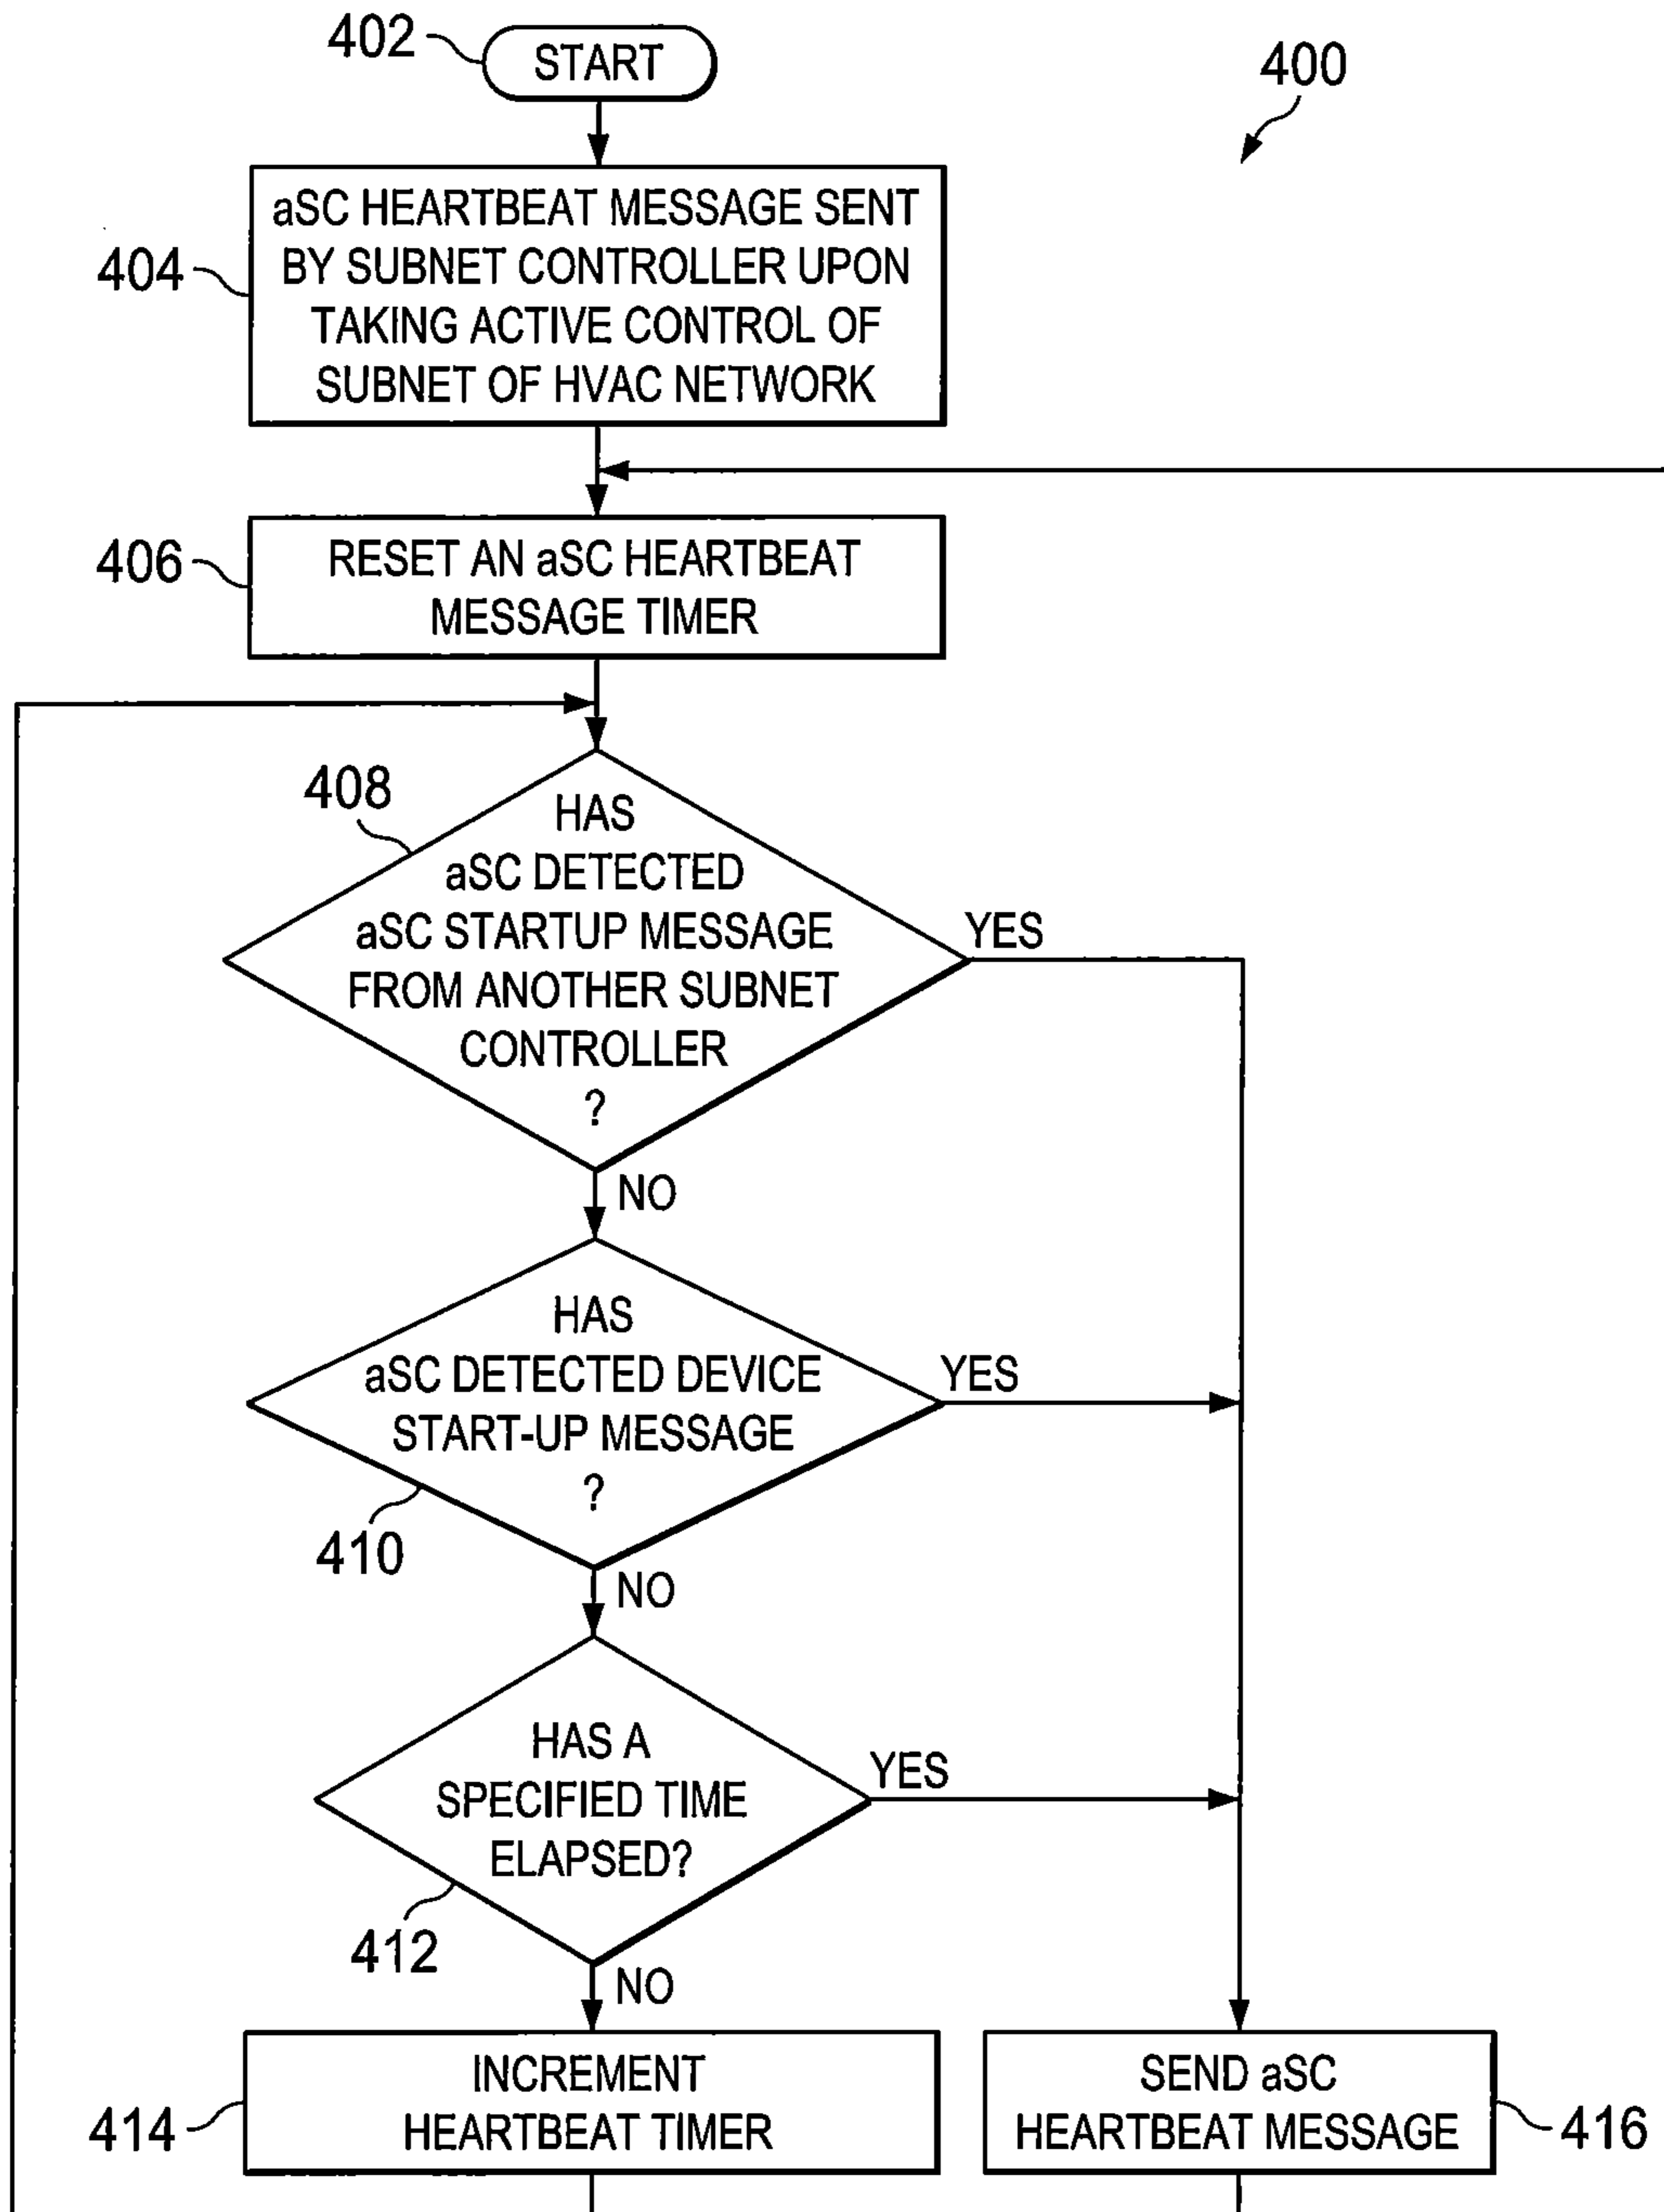 402
START
400
404
aSC HEARTBEAT MESSAGE SENT
BY SUBNET CONTROLLER UPON
TAKING ACTIVE CONTROL OF
SUBNET OF HVAC NETWORK
406
RESET AN aSC HEARTBEAT
MESSAGE TIMER
408
HAS
aSC DETECTED
aSC STARTUP MESSAGE
FROM ANOTHER SUBNET
CONTROLLER
?
YES
NO
HAS
aSC DETECTED DEVICE
START-UP MESSAGE
?
YES
410
NO
HAS A
SPECIFIED TIME
ELAPSED?
YES
412
NO
414
INCREMENT
HEARTBEAT TIMER
SEND aSC
HEARTBEAT MESSAGE
416